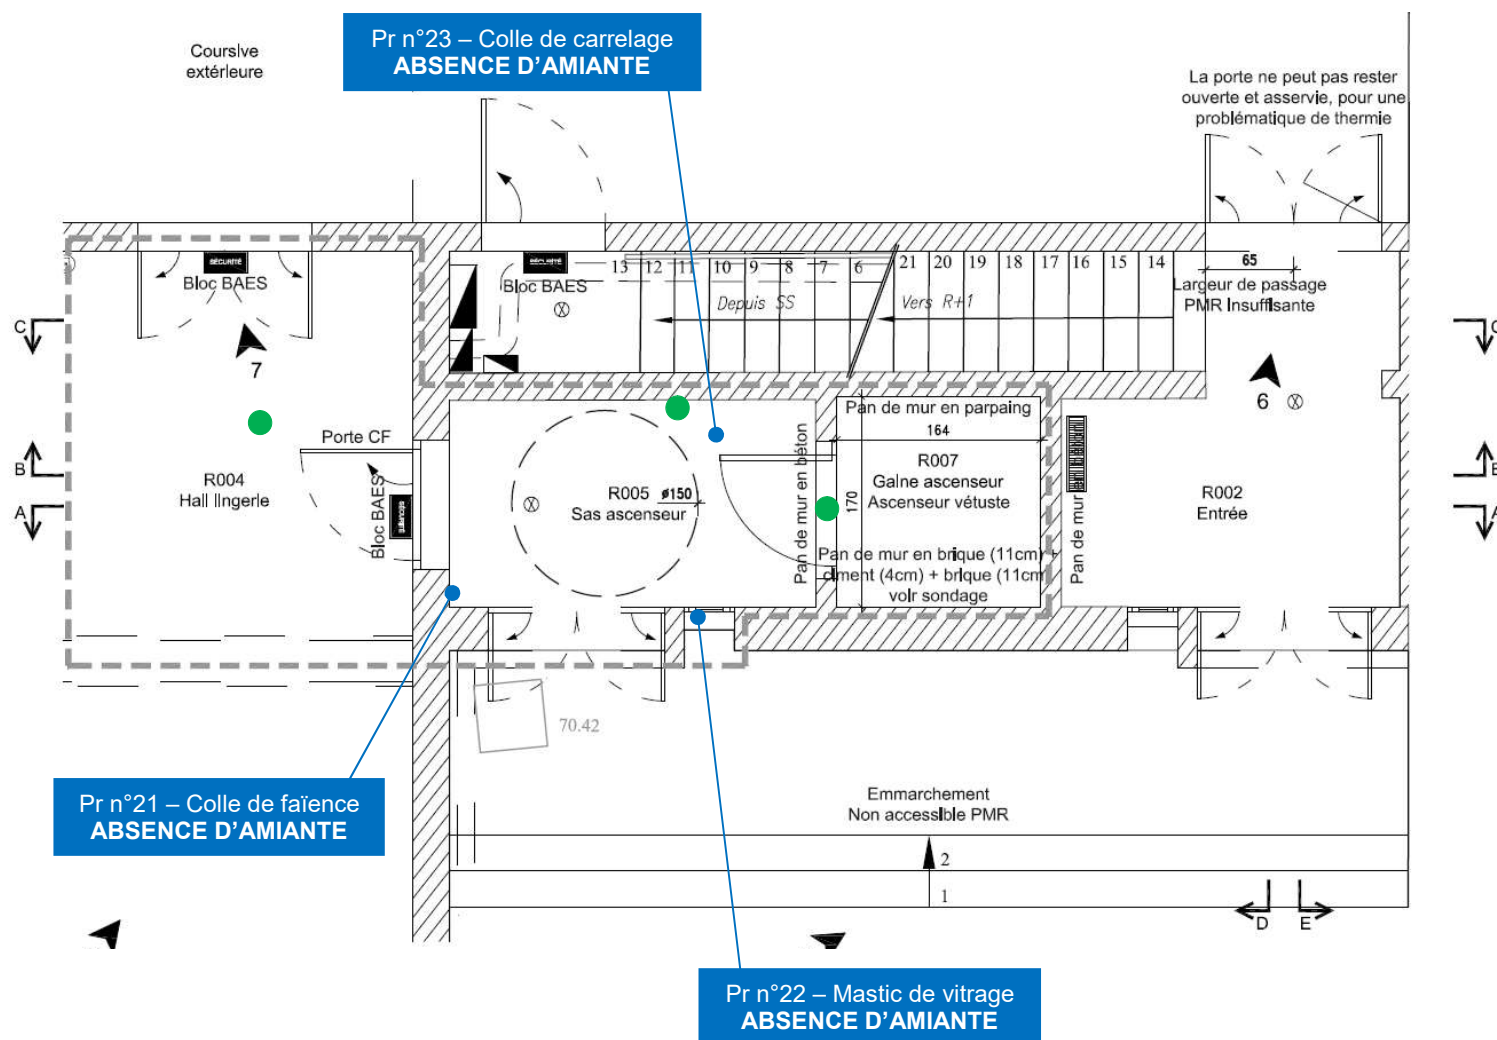 Pr n°23 – Colle de carrelage
ABSENCE D'AMIANTE
Coursive
extérieure
La porte ne peut pas rester
ouverte et asservie, pour une
problématique de thermie
SÉCURITÉ
Bloc BAES
SÉCURITÉ
Bloc BAES
13 12 11 10 9 8 7 6 21 20 19 18 17 16 15 14
Depuis SS
Vers R+1
65
Largeur de passage
PMR Insuffisante
C
C
7
6
Porte CF
Pan de mur en parpaing
164
B
R004
Hall lingerie
Bloc BAES
SÉCURITÉ
R005
ø150
Sas ascenseur
Pan de mur en béton
170
R007
Gaine ascenseur
Ascenseur vétuste
Pan de mur
R002
Entrée
B
A
A
Pan de mur en brique (11cm) +
ciment (4cm) + brique (11cm
voir sondage
70.42
Pr n°21 – Colle de faïence
ABSENCE D'AMIANTE
Emmarchement
Non accessible PMR
2
1
D
E
Pr n°22 – Mastic de vitrage
ABSENCE D'AMIANTE